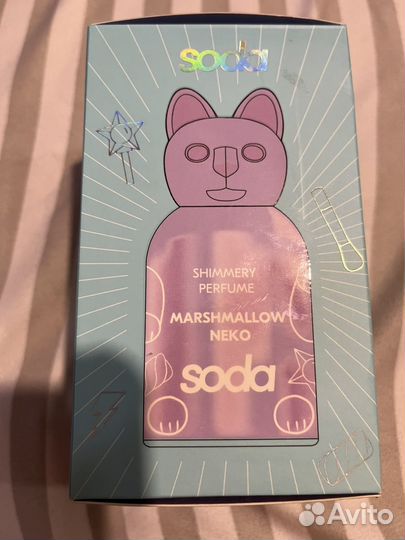 soda
SHIMMERY
PERFUME
MARSHMALLOW
NEKO
soda
Avito